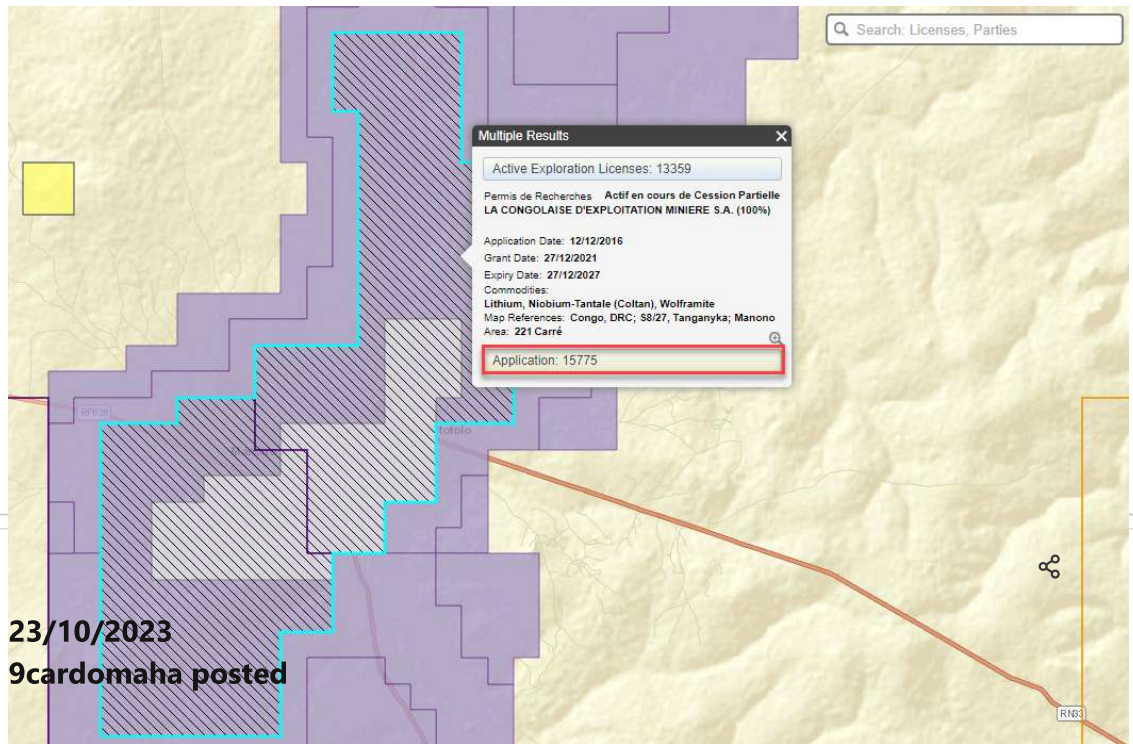 Search: Licenses, Parties
Multiple Results
Active Exploration Licenses: 13359
Permis de Recherches Actif en cours de Cession Partielle
LA CONGOLAISE D'EXPLOITATION MINIERE S.A. (100%)
Application Date: 12/12/2016
Grant Date: 27/12/2021
Expiry Date: 27/12/2027
Commodities:
Lithium, Niobium-Tantale (Coltan), Wolframite
Map References: Congo, DRC; S8/27, Tanganyka; Manono
Area: 221 Carré
Application: 15775
totolo
23/10/2023
9cardomaha posted
RN33